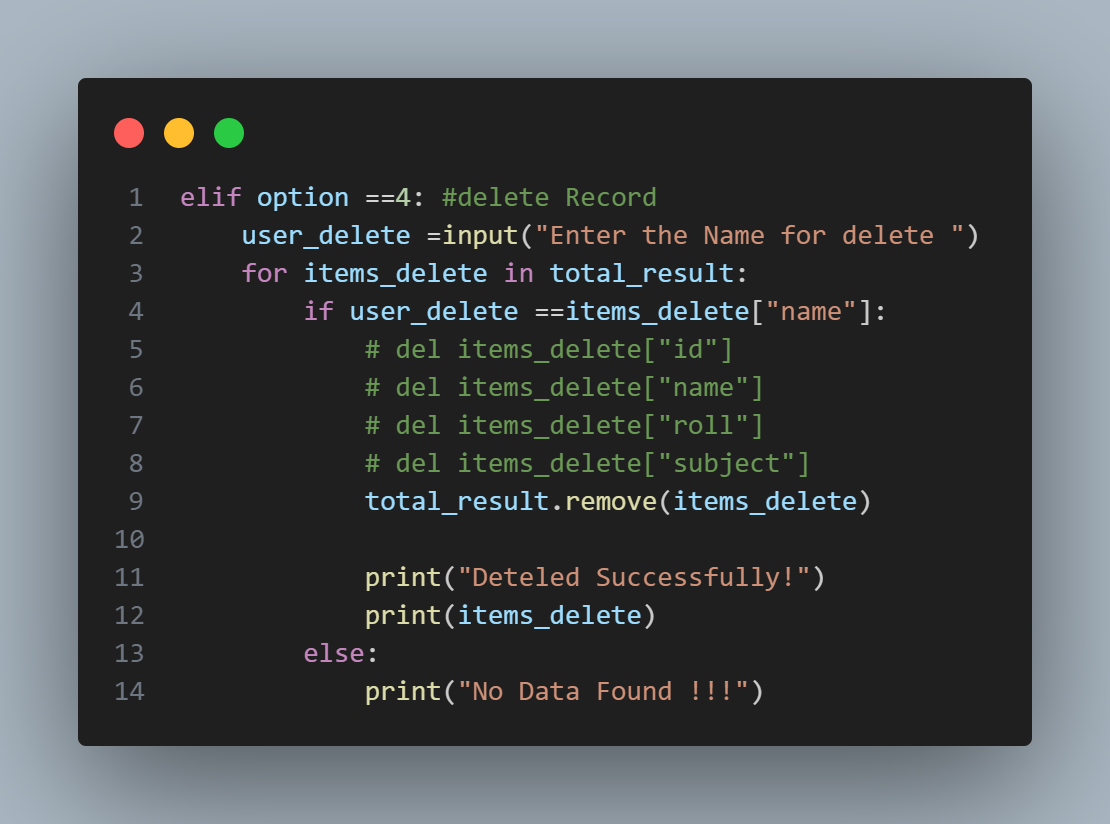 1 elif option ==4: #delete Record
2     user_delete =input("Enter the Name for delete ")
3     for items_delete in total_result:
4         if user_delete ==items_delete["name"]:
5             # del items_delete["id"]
6             # del items_delete["name"]
7             # del items_delete["roll"]
8             # del items_delete["subject"]
9             total_result.remove(items_delete)
10
11             print("Deteled Successfully!")
12             print(items_delete)
13         else:
14             print("No Data Found !!!")